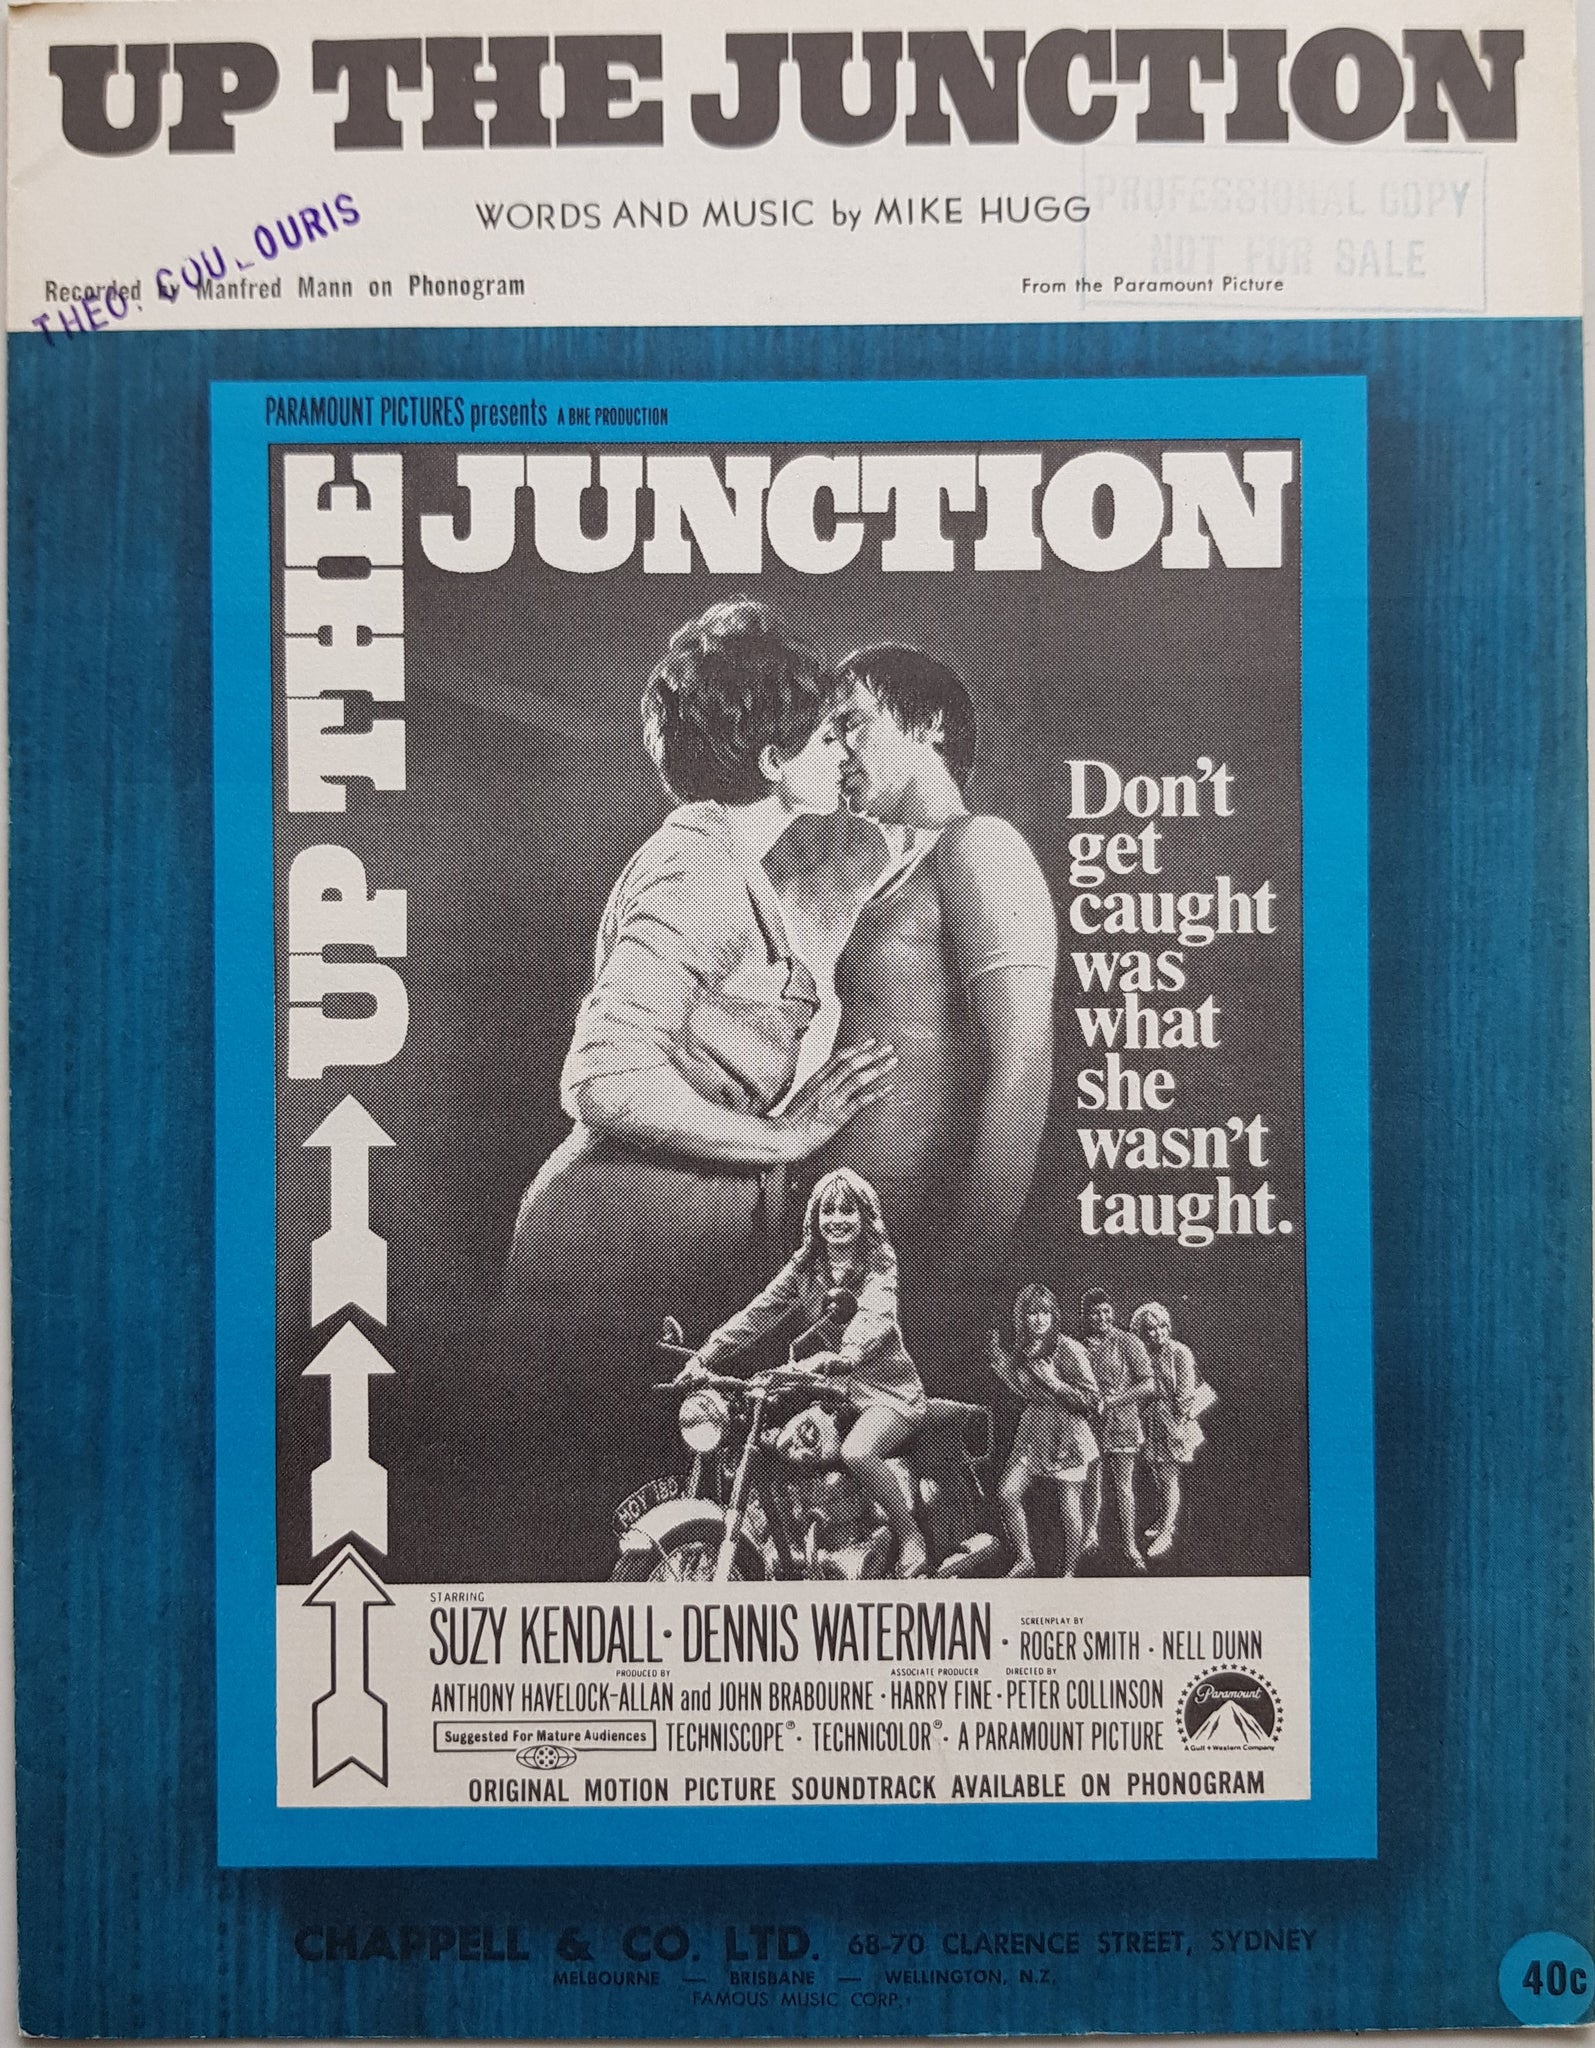 UP THE JUNCTION
WORDS AND MUSIC by MIKE HUGG
PROFESSIONAL COPY
NOT FOR SALE
THEO. COULOURIS
Recorded by Manfred Mann on Phonogram
From the Paramount Picture
PARAMOUNT PICTURES presents A BHE PRODUCTION
UP THE JUNCTION
Don't
get
caught
was
what
she
wasn't
taught.
STARRING
SUZY KENDALL · DENNIS WATERMAN ·
SCREENPLAY BY
ROGER SMITH · NELL DUNN
PRODUCED BY
ASSOCIATE PRODUCER
DIRECTED BY
ANTHONY HAVELOCK-ALLAN and JOHN BRABOURNE · HARRY FINE · PETER COLLINSON
Paramount
A Gulf + Western Company
Suggested For Mature Audiences
TECHNISCOPE® · TECHNICOLOR® · A PARAMOUNT PICTURE
ORIGINAL MOTION PICTURE SOUNDTRACK AVAILABLE ON PHONOGRAM
CHAPPELL & CO. LTD. 68-70 CLARENCE STREET, SYDNEY
MELBOURNE — BRISBANE — WELLINGTON, N.Z.
FAMOUS MUSIC CORP.
40c